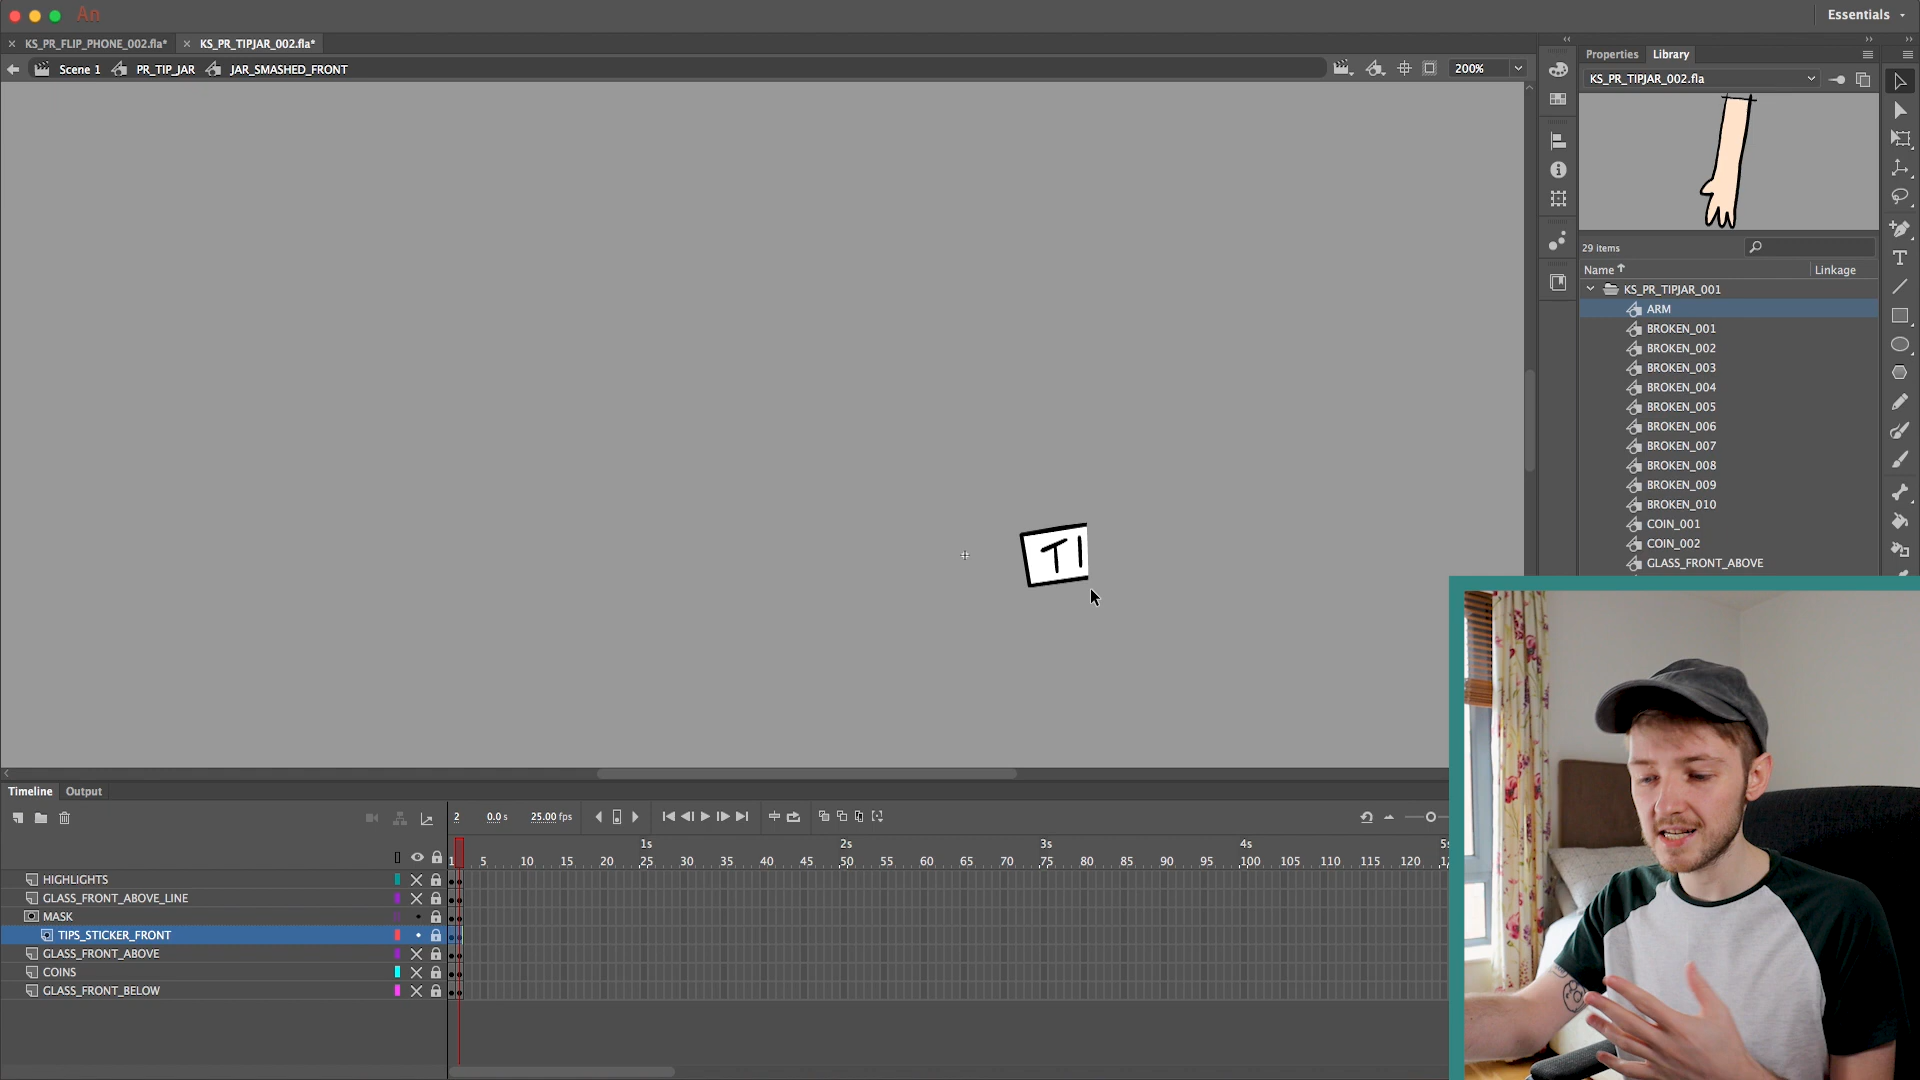 An
Essentials
KS_PR_FLIP_PHONE_002.fla*
KS_PR_TIPJAR_002.fla*
Scene 1
PR_TIP_JAR
JAR_SMASHED_FRONT
200%
Properties
Library
KS_PR_TIPJAR_002.fla
29 items
Name
Linkage
KS_PR_TIPJAR_001
ARM
BROKEN_001
BROKEN_002
BROKEN_003
BROKEN_004
BROKEN_005
BROKEN_006
BROKEN_007
BROKEN_008
BROKEN_009
BROKEN_010
COIN_001
COIN_002
GLASS_FRONT_ABOVE
TI
Timeline
Output
2
0.0 s
25.00 fps
1s 2s 3s 4s 5s
1 5 10 15 20 25 30 35 40 45 50 55 60 65 70 75 80 85 90 95 100 105 110 115 120
HIGHLIGHTS
GLASS_FRONT_ABOVE_LINE
MASK
TIPS_STICKER_FRONT
GLASS_FRONT_ABOVE
COINS
GLASS_FRONT_BELOW